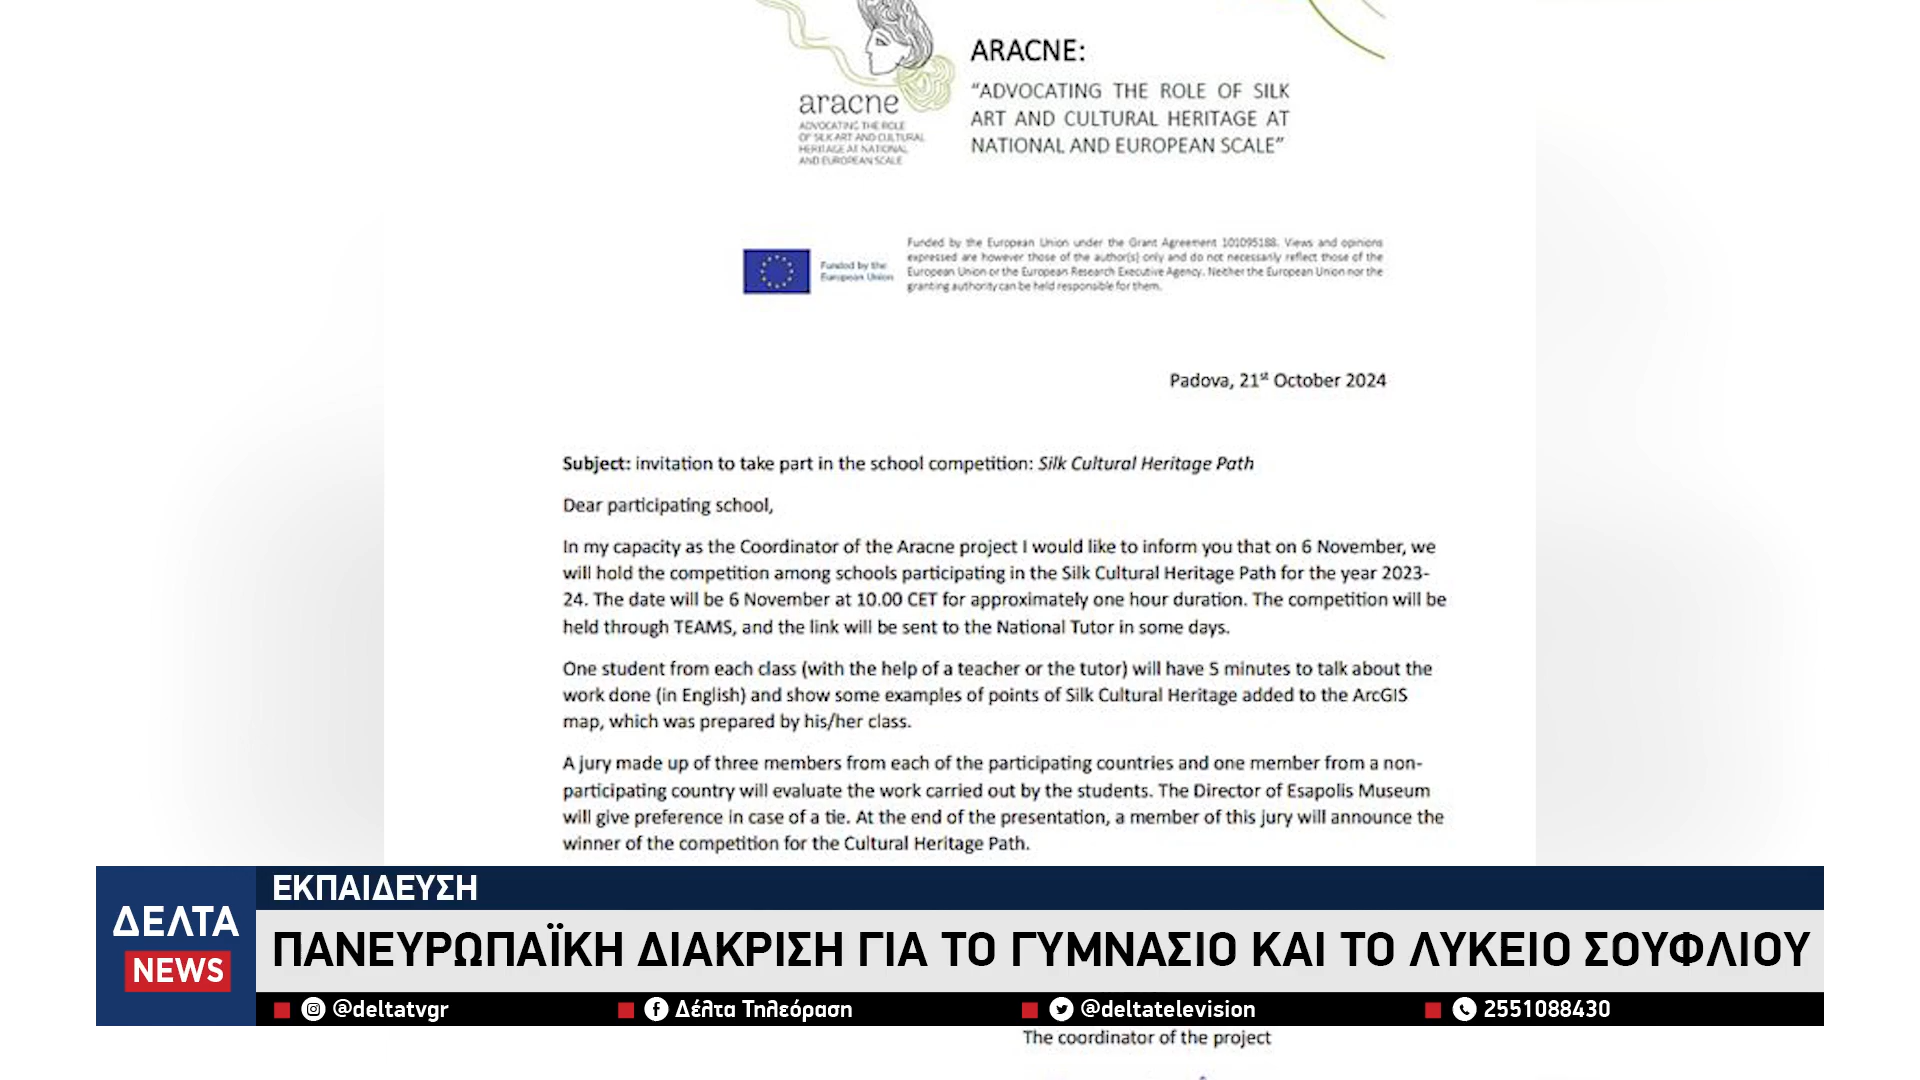 ARACNE:
“ADVOCATING THE ROLE OF SILK
ART AND CULTURAL HERITAGE AT
NATIONAL AND EUROPEAN SCALE”
aracne
ADVOCATING THE ROLE
OF SILK ART AND CULTURAL
HERITAGE AT NATIONAL
AND EUROPEAN SCALE
Funded by the
European Union
Funded by the European Union under the Grant Agreement 101095188. Views and opinions
expressed are however those of the author(s) only and do not necessarily reflect those of the
European Union or the European Research Executive Agency. Neither the European Union nor the
granting authority can be held responsible for them.
Padova, 21st October 2024
Subject: invitation to take part in the school competition: Silk Cultural Heritage Path
Dear participating school,
In my capacity as the Coordinator of the Aracne project I would like to inform you that on 6 November, we
will hold the competition among schools participating in the Silk Cultural Heritage Path for the year 2023-
24. The date will be 6 November at 10.00 CET for approximately one hour duration. The competition will be
held through TEAMS, and the link will be sent to the National Tutor in some days.
One student from each class (with the help of a teacher or the tutor) will have 5 minutes to talk about the
work done (in English) and show some examples of points of Silk Cultural Heritage added to the ArcGIS
map, which was prepared by his/her class.
A jury made up of three members from each of the participating countries and one member from a non-
participating country will evaluate the work carried out by the students. The Director of Esapolis Museum
will give preference in case of a tie. At the end of the presentation, a member of this jury will announce the
winner of the competition for the Cultural Heritage Path.
ΔΕΛΤΑ
NEWS
ΕΚΠΑΙΔΕΥΣΗ
ΠΑΝΕΥΡΩΠΑΪΚΗ ΔΙΑΚΡΙΣΗ ΓΙΑ ΤΟ ΓΥΜΝΑΣΙΟ ΚΑΙ ΤΟ ΛΥΚΕΙΟ ΣΟΥΦΛΙΟΥ
@deltatvgr Δέλτα Τηλεόραση @deltatelevision 2551088430
The coordinator of the project